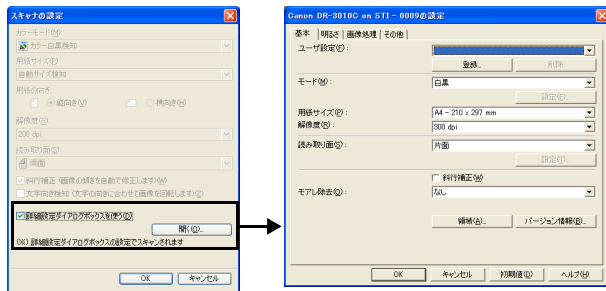 スキャナの設定
カラーモード(M):
カラー白黒検知
用紙サイズ(P):
自動サイズ検知
用紙の向き
縦向き(V)
横向き(H)
解像度(R):
200 dpi
読み取り面(S):
両面
斜行補正 (画像の傾きを自動で修正します)(W)
文字向き検知 (文字の向きに合わせて画像を回転します)(Z)
詳細設定ダイアログボックスを使う(D)
開く(O)...
(※) 詳細設定ダイアログボックスの設定でスキャンされます
OK
キャンセル
Canon DR-3010C on STI - 0009の設定
基本 明るさ 画像処理 その他
ユーザ設定(E):
登録...
削除
モード(M):
白黒
設定(F)...
用紙サイズ(P):
A4 - 210 x 297 mm
解像度(R):
300 dpi
読み取り面(S):
片面
設定(T)...
斜行補正(W)
モアレ除去(O):
なし
領域(A)...
バージョン情報(B)...
OK
キャンセル
初期値(D)
ヘルプ(H)